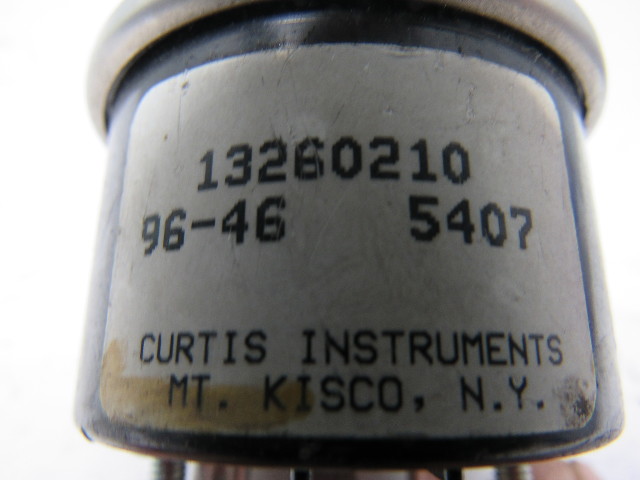 13260210
96-46 5407
CURTIS INSTRUMENTS
MT. KISCO, N.Y.